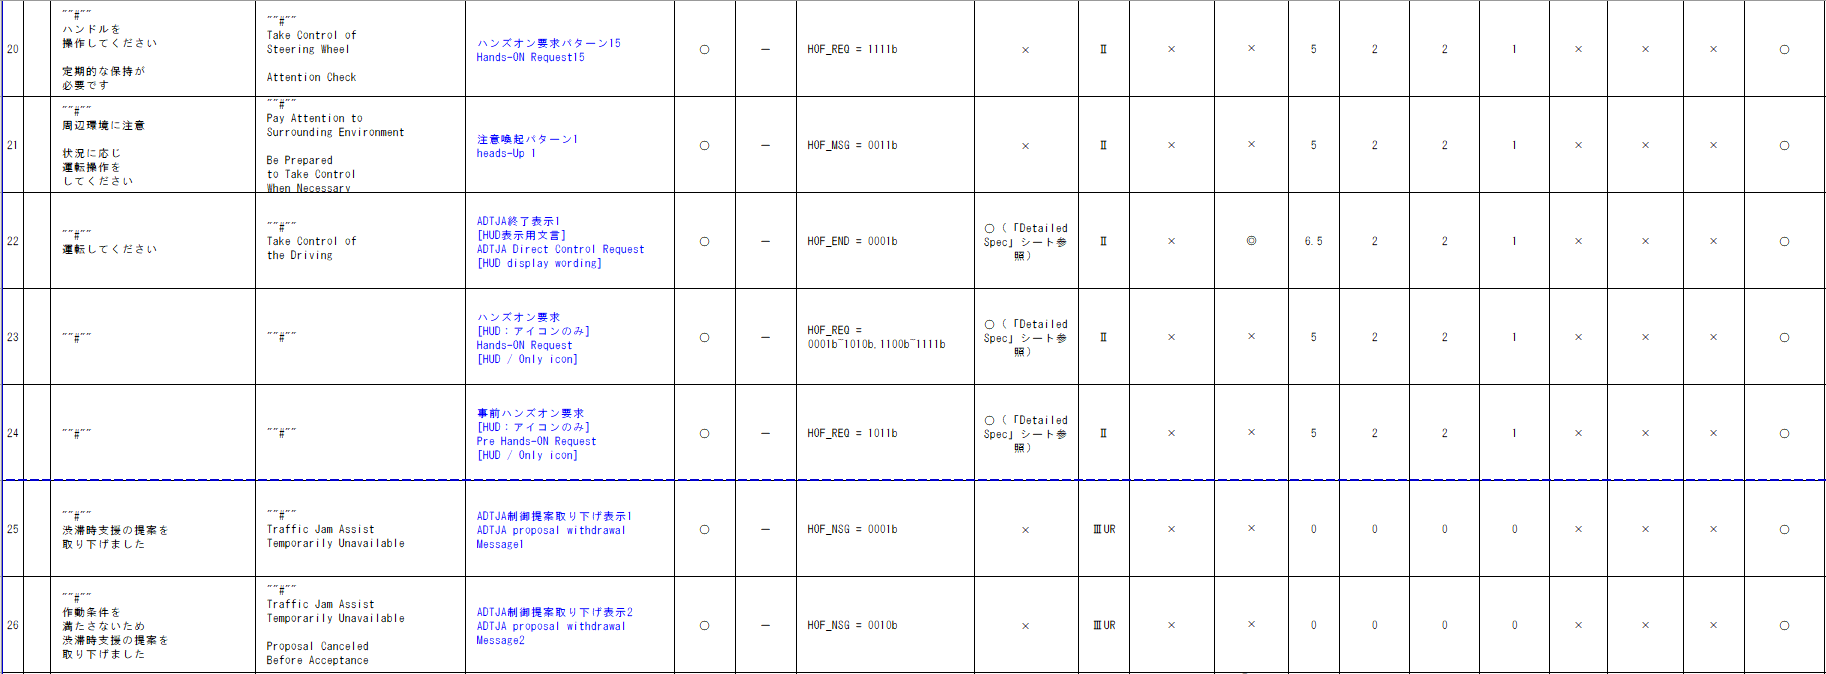 20
""#""
ハンドルを
操作してください
定期的な保持が
必要です
""#""
Take Control of
Steering Wheel
Attention Check
ハンズオン要求パターン15
Hands-ON Request15
○
－
HOF_REQ = 1111b
×
Ⅱ
×
×
5
2
2
1
×
×
×
○
21
""#""
周辺環境に注意
状況に応じ
運転操作を
してください
""#""
Pay Attention to
Surrounding Environment
Be Prepared
to Take Control
When Necessary
注意喚起パターン1
heads-Up 1
○
－
HOF_MSG = 0011b
×
Ⅱ
×
×
5
2
2
1
×
×
×
○
22
""#""
運転してください
""#""
Take Control of
the Driving
ADTJA終了表示1
[HUD表示用文言]
ADTJA Direct Control Request
[HUD display wording]
○
－
HOF_END = 0001b
○（「Detailed
Spec」シート参
照）
Ⅱ
×
◎
6.5
2
2
1
×
×
×
○
23
""#""
""#""
ハンズオン要求
[HUD：アイコンのみ]
Hands-ON Request
[HUD / Only icon]
○
－
HOF_REQ =
0001b~1010b,1100b~1111b
○（「Detailed
Spec」シート参
照）
Ⅱ
×
×
5
2
2
1
×
×
×
○
24
""#""
""#""
事前ハンズオン要求
[HUD：アイコンのみ]
Pre Hands-ON Request
[HUD / Only icon]
○
－
HOF_REQ = 1011b
○（「Detailed
Spec」シート参
照）
Ⅱ
×
×
5
2
2
1
×
×
×
○
25
""#""
渋滞時支援の提案を
取り下げました
""#""
Traffic Jam Assist
Temporarily Unavailable
ADTJA制御提案取り下げ表示1
ADTJA proposal withdrawal
Message1
○
－
HOF_NSG = 0001b
×
ⅢUR
×
×
0
0
0
0
×
×
×
○
26
""#""
作動条件を
満たさないため
渋滞時支援の提案を
取り下げました
""#""
Traffic Jam Assist
Temporarily Unavailable
Proposal Canceled
Before Acceptance
ADTJA制御提案取り下げ表示2
ADTJA proposal withdrawal
Message2
○
－
HOF_NSG = 0010b
×
ⅢUR
×
×
0
0
0
0
×
×
×
○